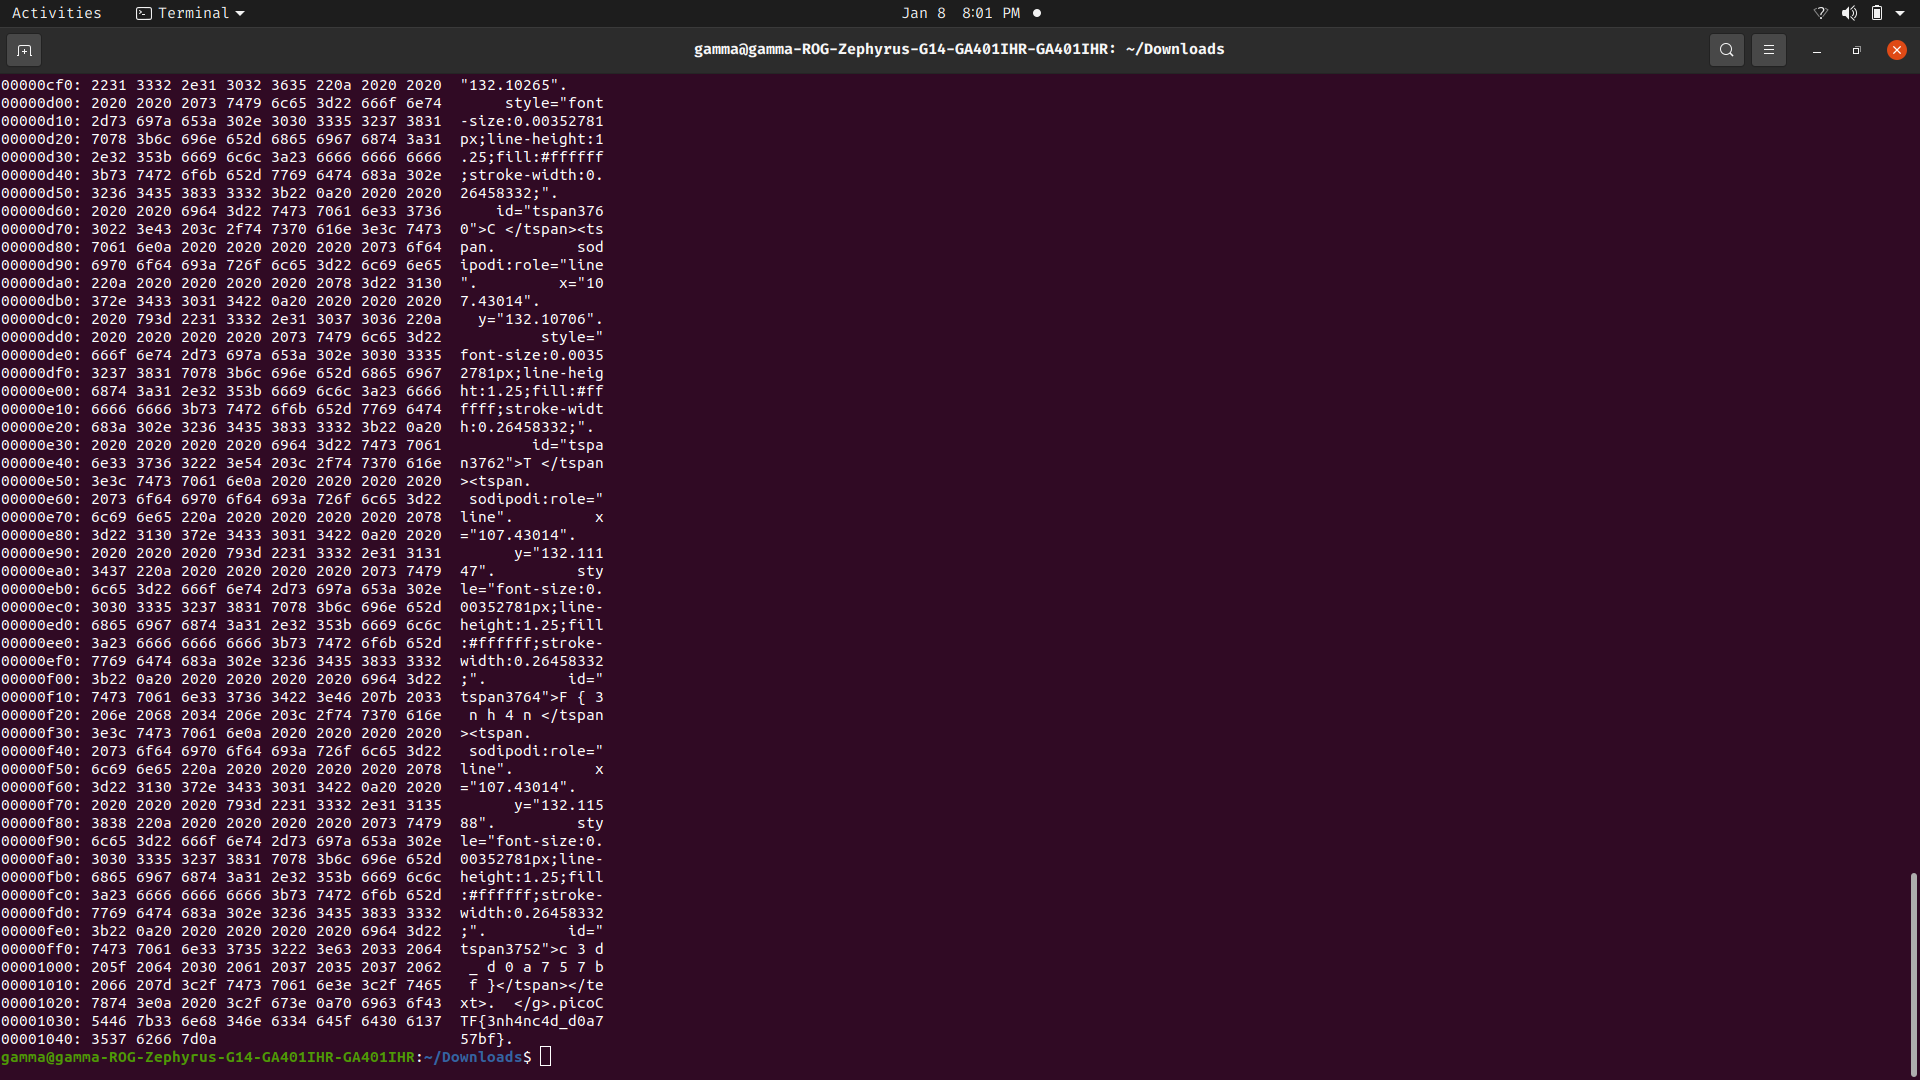 Activities Terminal Jan 8 8:01 PM
gamma@gamma-ROG-Zephyrus-G14-GA401IHR-GA401IHR: ~/Downloads
00000cf0: 2231 3332 2e31 3032 3635 220a 2020 2020  "132.10265".
00000d00: 2020 2020 2073 7479 6c65 3d22 666f 6e74       style="font
00000d10: 2d73 697a 653a 302e 3030 3335 3237 3831  -size:0.00352781
00000d20: 7078 3b6c 696e 652d 6865 6967 6874 3a31  px;line-height:1
00000d30: 2e32 353b 6669 6c6c 3a23 6666 6666 6666  .25;fill:#ffffff
00000d40: 3b73 7472 6f6b 652d 7769 6474 683a 302e  ;stroke-width:0.
00000d50: 3236 3435 3833 3332 3b22 0a20 2020 2020  26458332;".
00000d60: 2020 2020 6964 3d22 7473 7061 6e33 3736      id="tspan376
00000d70: 3022 3e43 203c 2f74 7370 616e 3e3c 7473  0">C </tspan><ts
00000d80: 7061 6e0a 2020 2020 2020 2020 2073 6f64  pan.         sod
00000d90: 6970 6f64 693a 726f 6c65 3d22 6c69 6e65  ipodi:role="line
00000da0: 220a 2020 2020 2020 2020 2078 3d22 3130  ".         x="10
00000db0: 372e 3433 3031 3422 0a20 2020 2020 2020  7.43014".
00000dc0: 2020 793d 2231 3332 2e31 3037 3036 220a    y="132.10706".
00000dd0: 2020 2020 2020 2020 2073 7479 6c65 3d22           style="
00000de0: 666f 6e74 2d73 697a 653a 302e 3030 3335  font-size:0.0035
00000df0: 3237 3831 7078 3b6c 696e 652d 6865 6967  2781px;line-heig
00000e00: 6874 3a31 2e32 353b 6669 6c6c 3a23 6666  ht:1.25;fill:#ff
00000e10: 6666 6666 3b73 7472 6f6b 652d 7769 6474  ffff;stroke-widt
00000e20: 683a 302e 3236 3435 3833 3332 3b22 0a20  h:0.26458332;".
00000e30: 2020 2020 2020 2020 6964 3d22 7473 7061          id="tspa
00000e40: 6e33 3736 3222 3e54 203c 2f74 7370 616e  n3762">T </tspan
00000e50: 3e3c 7473 7061 6e0a 2020 2020 2020 2020  ><tspan.
00000e60: 2073 6f64 6970 6f64 693a 726f 6c65 3d22   sodipodi:role="
00000e70: 6c69 6e65 220a 2020 2020 2020 2020 2078  line".         x
00000e80: 3d22 3130 372e 3433 3031 3422 0a20 2020  ="107.43014".
00000e90: 2020 2020 2020 793d 2231 3332 2e31 3131        y="132.111
00000ea0: 3437 220a 2020 2020 2020 2020 2073 7479  47".         sty
00000eb0: 6c65 3d22 666f 6e74 2d73 697a 653a 302e  le="font-size:0.
00000ec0: 3030 3335 3237 3831 7078 3b6c 696e 652d  00352781px;line-
00000ed0: 6865 6967 6874 3a31 2e32 353b 6669 6c6c  height:1.25;fill
00000ee0: 3a23 6666 6666 6666 3b73 7472 6f6b 652d  :#ffffff;stroke-
00000ef0: 7769 6474 683a 302e 3236 3435 3833 3332  width:0.26458332
00000f00: 3b22 0a20 2020 2020 2020 2020 6964 3d22  ;".         id="
00000f10: 7473 7061 6e33 3736 3422 3e46 207b 2033  tspan3764">F { 3
00000f20: 206e 2068 2034 206e 203c 2f74 7370 616e   n h 4 n </tspan
00000f30: 3e3c 7473 7061 6e0a 2020 2020 2020 2020  ><tspan.
00000f40: 2073 6f64 6970 6f64 693a 726f 6c65 3d22   sodipodi:role="
00000f50: 6c69 6e65 220a 2020 2020 2020 2020 2078  line".         x
00000f60: 3d22 3130 372e 3433 3031 3422 0a20 2020  ="107.43014".
00000f70: 2020 2020 2020 793d 2231 3332 2e31 3135        y="132.115
00000f80: 3838 220a 2020 2020 2020 2020 2073 7479  88".         sty
00000f90: 6c65 3d22 666f 6e74 2d73 697a 653a 302e  le="font-size:0.
00000fa0: 3030 3335 3237 3831 7078 3b6c 696e 652d  00352781px;line-
00000fb0: 6865 6967 6874 3a31 2e32 353b 6669 6c6c  height:1.25;fill
00000fc0: 3a23 6666 6666 6666 3b73 7472 6f6b 652d  :#ffffff;stroke-
00000fd0: 7769 6474 683a 302e 3236 3435 3833 3332  width:0.26458332
00000fe0: 3b22 0a20 2020 2020 2020 2020 6964 3d22  ;".         id="
00000ff0: 7473 7061 6e33 3735 3222 3e63 2033 2064  tspan3752">c 3 d
00001000: 205f 2064 2030 2061 2037 2035 2037 2062   _ d 0 a 7 5 7 b
00001010: 2066 207d 3c2f 7473 7061 6e3e 3c2f 7465   f }</tspan></te
00001020: 7874 3e0a 2020 3c2f 673e 0a70 6963 6f43  xt>.  </g>.picoC
00001030: 5446 7b33 6e68 346e 6334 645f 6430 6137  TF{3nh4nc4d_d0a7
00001040: 3537 6266 7d0a                           57bf}.
gamma@gamma-ROG-Zephyrus-G14-GA401IHR-GA401IHR:~/Downloads$